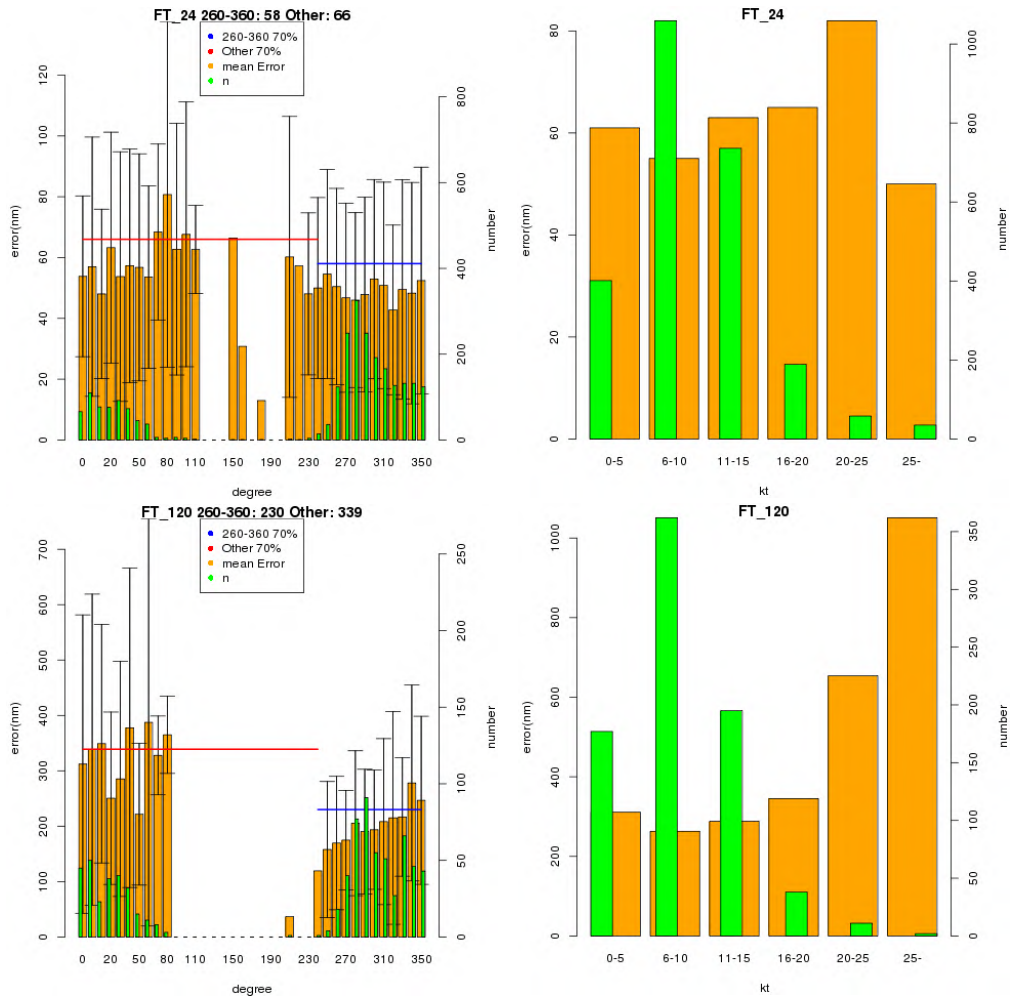 FT_24 260-360: 58 Other: 66
260-360 70%
Other 70%
mean Error
n
error(nm)
0 20 40 60 80 100 120
number
0 200 400 600 800
0 20 50 80 110 150 190 230 270 310 350
degree
FT_24
error(nm)
0 20 40 60 80
number
0 200 400 600 800 1000
0-5 6-10 11-15 16-20 20-25 25-
kt
FT_120 260-360: 230 Other: 339
260-360 70%
Other 70%
mean Error
n
error(nm)
0 100 200 300 400 500 600 700
number
0 50 100 150 200 250
0 20 50 80 110 150 190 230 270 310 350
degree
FT_120
error(nm)
0 200 400 600 800 1000
number
0 50 100 150 200 250 300 350
0-5 6-10 11-15 16-20 20-25 25-
kt